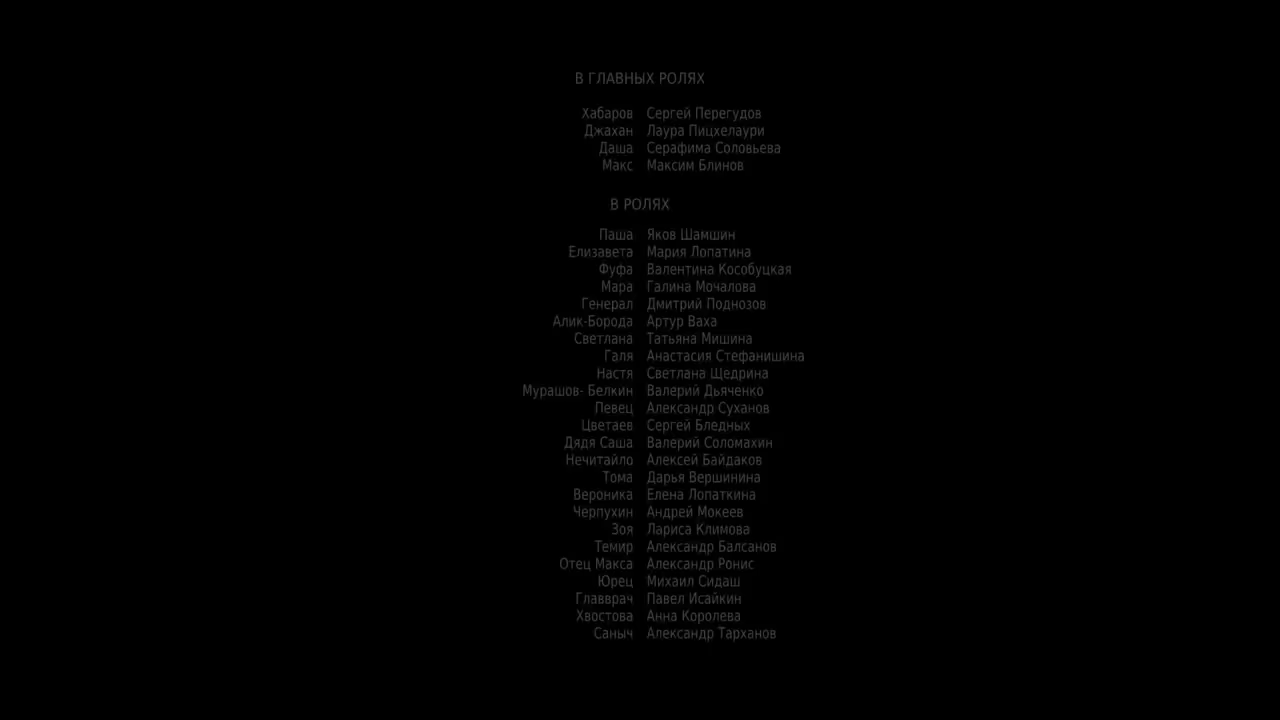 В ГЛАВНЫХ РОЛЯХ
Хабаров Сергей Перегудов
Джахан Лаура Пицхелаури
Даша Серафима Соловьева
Макс Максим Блинов
В РОЛЯХ
Паша Яков Шамшин
Елизавета Мария Лопатина
Фуфа Валентина Кособуцкая
Мара Галина Мочалова
Генерал Дмитрий Поднозов
Алик-Борода Артур Ваха
Светлана Татьяна Мишина
Галя Анастасия Стефанишина
Настя Светлана Щедрина
Мурашов- Белкин Валерий Дьяченко
Певец Александр Суханов
Цветаев Сергей Бледных
Дядя Саша Валерий Соломахин
Нечитайло Алексей Байдаков
Тома Дарья Вершинина
Вероника Елена Лопаткина
Черпухин Андрей Мокеев
Зоя Лариса Климова
Темир Александр Балсанов
Отец Макса Александр Ронис
Юрец Михаил Сидаш
Главврач Павел Исайкин
Хвостова Анна Королева
Саныч Александр Тарханов